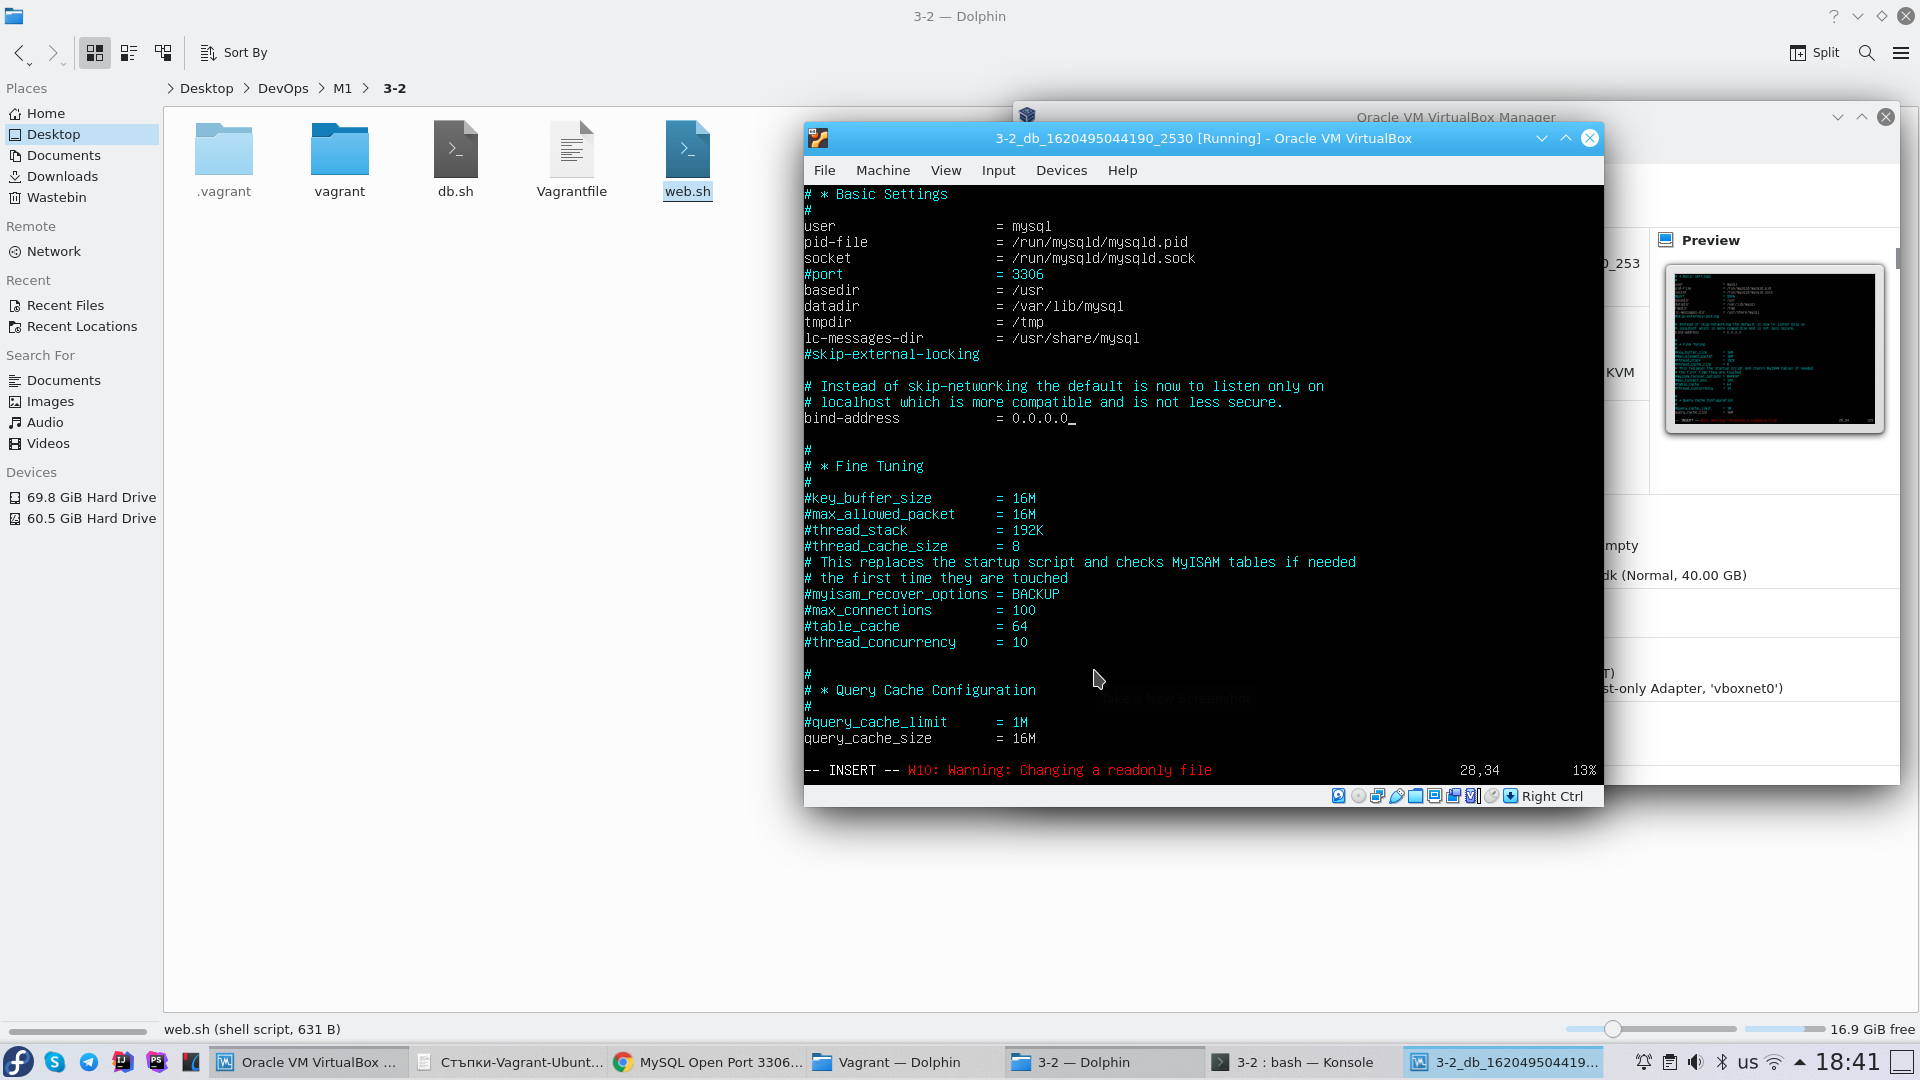 3-2 — Dolphin
Sort By
Split
Places
Home
Desktop
Documents
Downloads
Wastebin
Remote
Network
Recent
Recent Files
Recent Locations
Search For
Documents
Images
Audio
Videos
Devices
69.8 GiB Hard Drive
60.5 GiB Hard Drive
Desktop > DevOps > M1 > 3-2
.vagrant
vagrant
db.sh
Vagrantfile
web.sh
Oracle VM VirtualBox Manager
3-2_db_1620495044190_2530 [Running] - Oracle VM VirtualBox
File Machine View Input Devices Help
# * Basic Settings
#
user = mysql
pid-file = /run/mysqld/mysqld.pid
socket = /run/mysqld/mysqld.sock
#port = 3306
basedir = /usr
datadir = /var/lib/mysql
tmpdir = /tmp
lc-messages-dir = /usr/share/mysql
#skip-external-locking
# Instead of skip-networking the default is now to listen only on
# localhost which is more compatible and is not less secure.
bind-address = 0.0.0.0_
#
# * Fine Tuning
#
#key_buffer_size = 16M
#max_allowed_packet = 16M
#thread_stack = 192K
#thread_cache_size = 8
# This replaces the startup script and checks MyISAM tables if needed
# the first time they are touched
#myisam_recover_options = BACKUP
#max_connections = 100
#table_cache = 64
#thread_concurrency = 10
#
# * Query Cache Configuration
#
#query_cache_limit = 1M
query_cache_size = 16M
-- INSERT -- W10: Warning: Changing a readonly file 28,34 13%
Right Ctrl
Preview
0_253
KVM
mpty
dk (Normal, 40.00 GB)
T)
st-only Adapter, 'vboxnet0')
web.sh (shell script, 631 B)
16.9 GiB free
Oracle VM VirtualBox ...
Стъпки-Vagrant-Ubunt...
MySQL Open Port 3306...
Vagrant — Dolphin
3-2 — Dolphin
3-2 : bash — Konsole
3-2_db_162049504419...
us
18:41